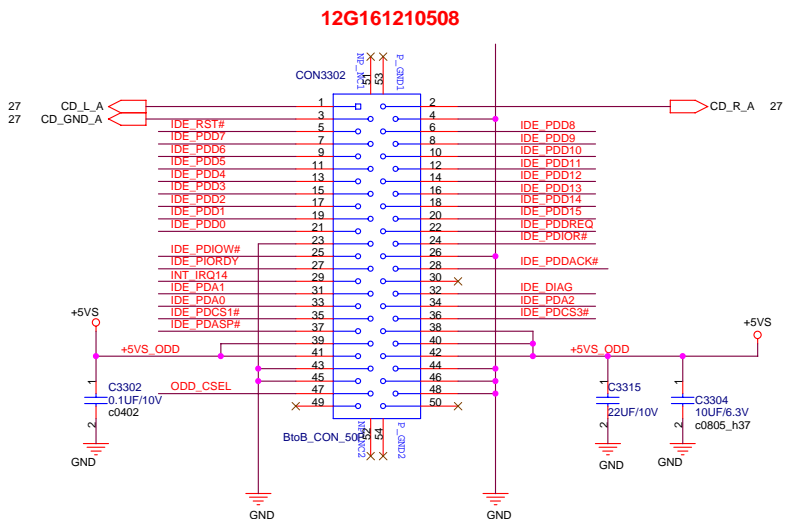 12G161210508
NP_NC1
51
P_GND1
53
CON3302
27 CD_L_A 1 2 CD_R_A 27
27 CD_GND_A 3 4
IDE_RST# 5 6 IDE_PDD8
IDE_PDD7 7 8 IDE_PDD9
IDE_PDD6 9 10 IDE_PDD10
IDE_PDD5 11 12 IDE_PDD11
IDE_PDD4 13 14 IDE_PDD12
IDE_PDD3 15 16 IDE_PDD13
IDE_PDD2 17 18 IDE_PDD14
IDE_PDD1 19 20 IDE_PDD15
IDE_PDD0 21 22 IDE_PDDREQ
23 24 IDE_PDIOR#
IDE_PDIOW# 25 26
IDE_PIORDY 27 28 IDE_PDDACK#
INT_IRQ14 29 30
IDE_PDA1 31 32 IDE_DIAG
IDE_PDA0 33 34 IDE_PDA2
IDE_PDCS1# 35 36 IDE_PDCS3#
IDE_PDASP# 37 38
39 40
+5VS
+5VS
+5VS_ODD 41 42 +5VS_ODD
43 44
45 46
ODD_CSEL 47 48
49 50
1
C3302
0.1UF/10V
c0402
2
GND
1
C3315
22UF/10V
2
GND
1
C3304
10UF/6.3V
c0805_h37
2
GND
BtoB_CON_50P
NP_NC2
52
P_GND2
54
GND
GND